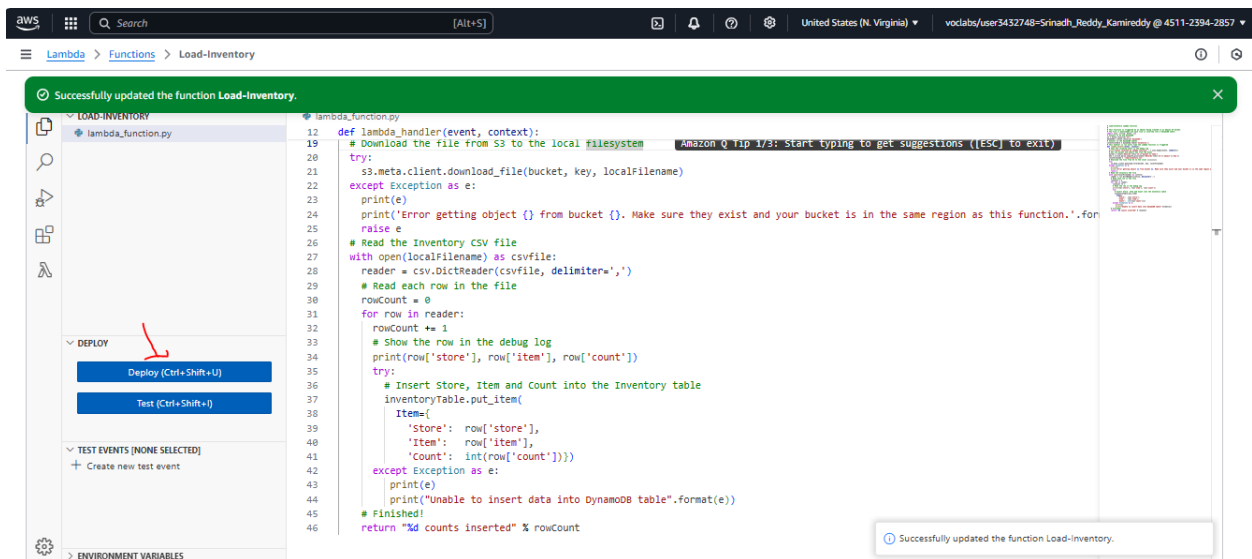 aws
Search
[Alt+S]
United States (N. Virginia)
voclabs/user3432748=Srinadh_Reddy_Kamireddy @ 4511-2394-2857
Lambda > Functions > Load-Inventory
Successfully updated the function Load-Inventory.
LOAD-INVENTORY
lambda_function.py
DEPLOY
Deploy (Ctrl+Shift+U)
Test (Ctrl+Shift+I)
TEST EVENTS [NONE SELECTED]
+ Create new test event
ENVIRONMENT VARIABLES
lambda_function.py
12 def lambda_handler(event, context):
19 # Download the file from S3 to the local filesystem Amazon Q Tip 1/3: Start typing to get suggestions ([ESC] to exit)
20 try:
21 s3.meta.client.download_file(bucket, key, localFilename)
22 except Exception as e:
23 print(e)
24 print('Error getting object {} from bucket {}. Make sure they exist and your bucket is in the same region as this function.'.for
25 raise e
26 # Read the Inventory CSV file
27 with open(localFilename) as csvfile:
28 reader = csv.DictReader(csvfile, delimiter=',')
29 # Read each row in the file
30 rowCount = 0
31 for row in reader:
32 rowCount += 1
33 # Show the row in the debug log
34 print(row['store'], row['item'], row['count'])
35 try:
36 # Insert Store, Item and Count into the Inventory table
37 inventoryTable.put_item(
38 Item={
39 'Store': row['store'],
40 'Item': row['item'],
41 'Count': int(row['count'])})
42 except Exception as e:
43 print(e)
44 print("Unable to insert data into DynamoDB table".format(e))
45 # Finished!
46 return "%d counts inserted" % rowCount
Successfully updated the function Load-Inventory.